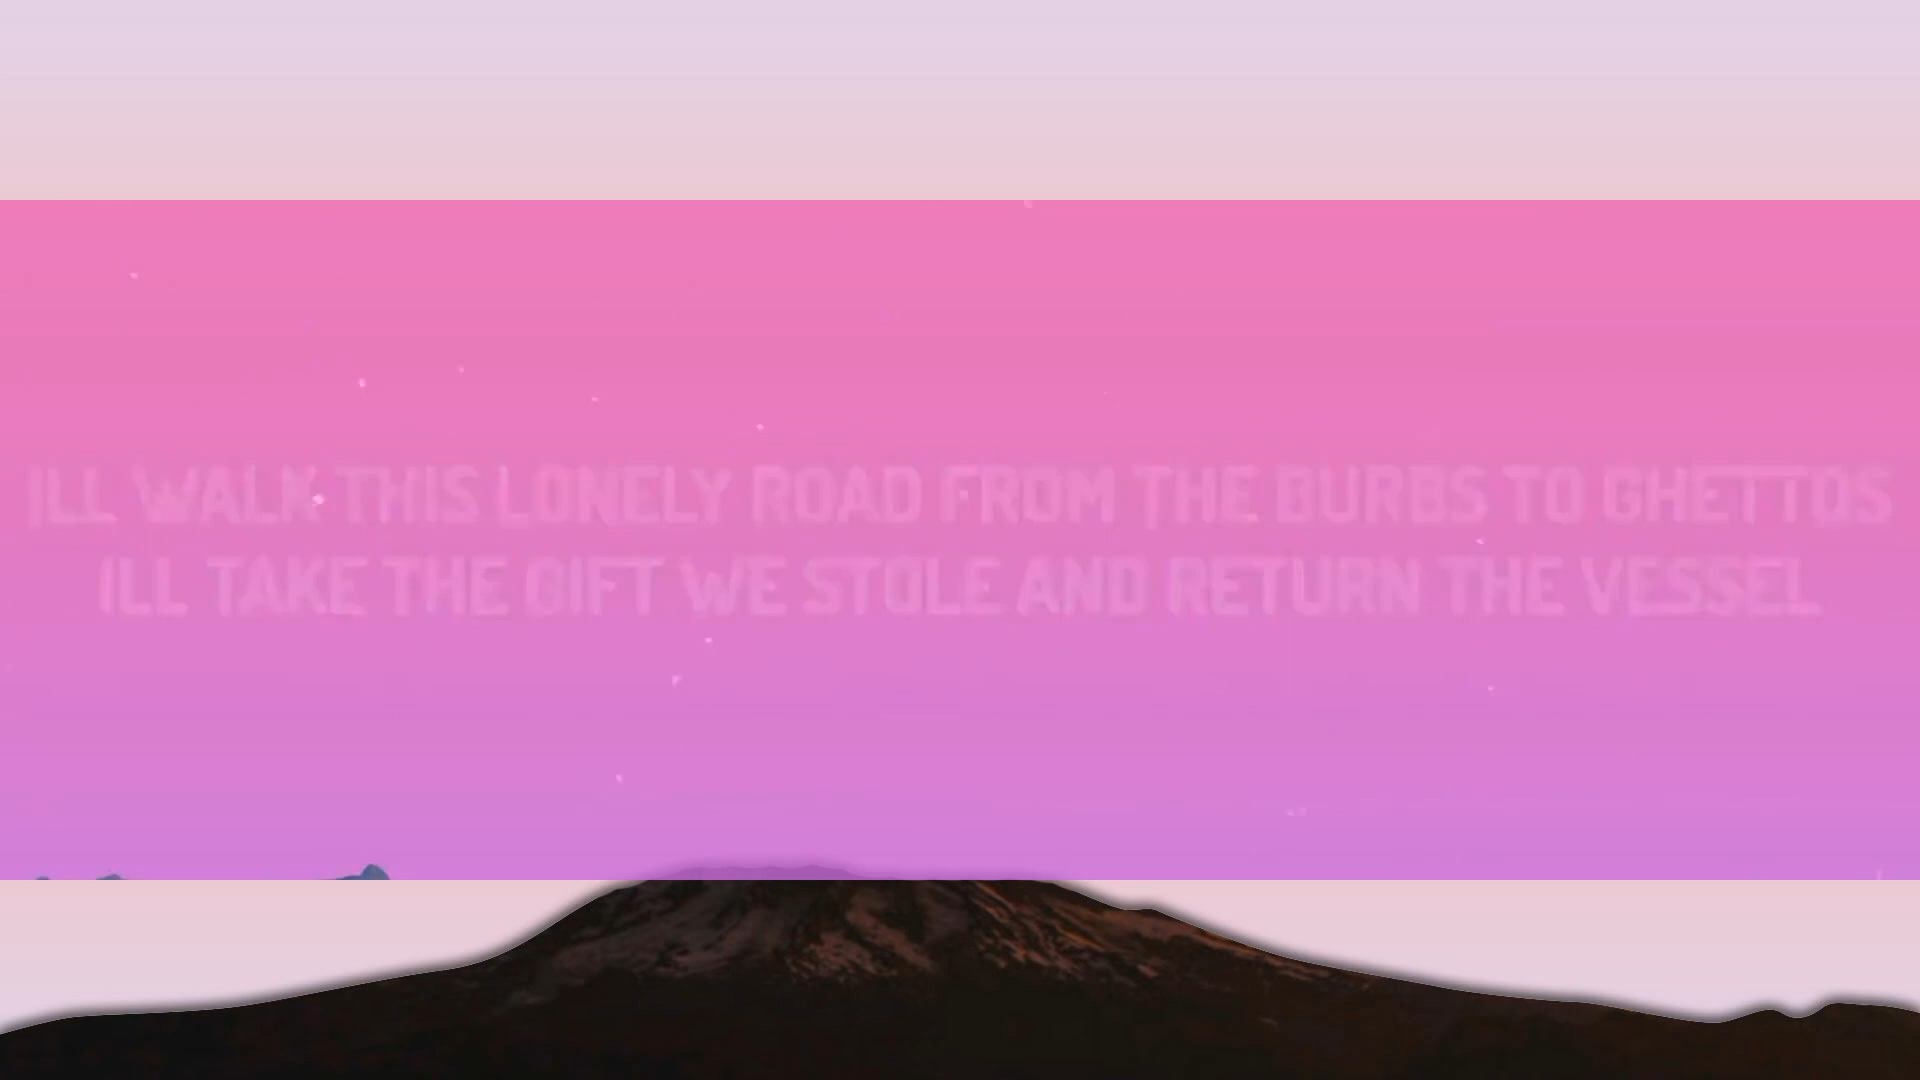 ILL WALK THIS LONELY ROAD FROM THE BURBS TO GHETTOS
ILL TAKE THE GIFT WE STOLE AND RETURN THE VESSEL